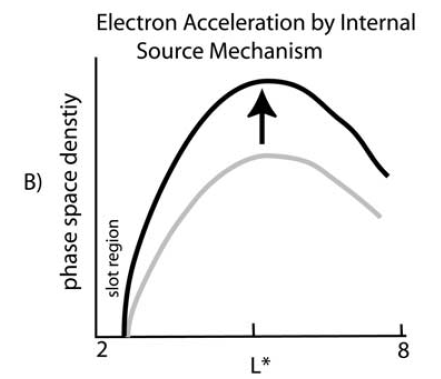 Electron Acceleration by Internal
Source Mechanism
B)
phase space denstiy
slot region
2
8
L*